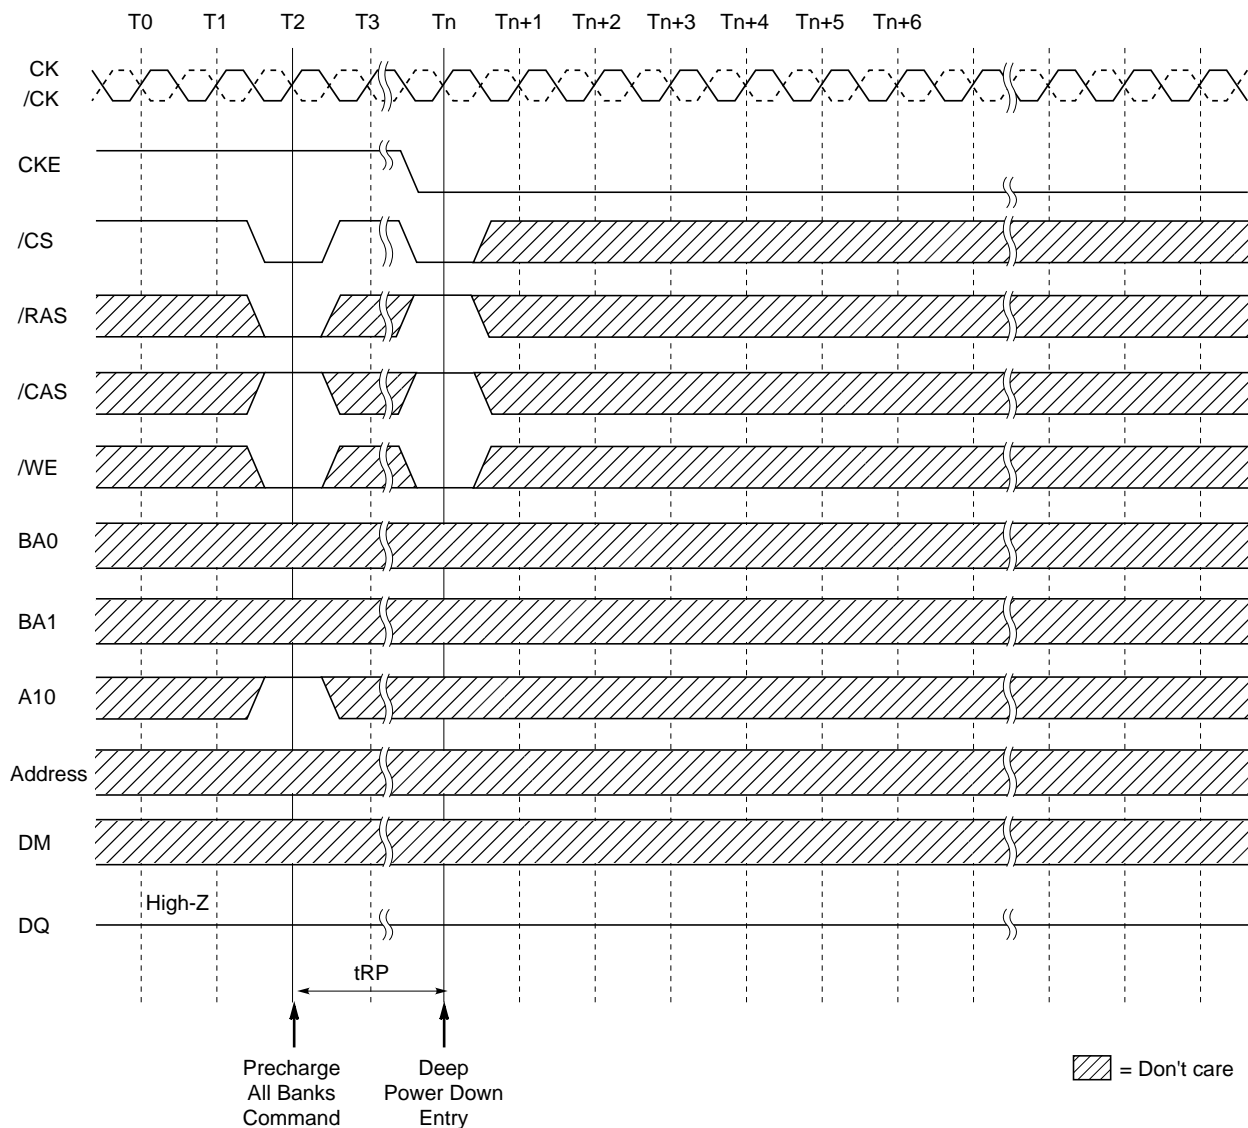 T0 T1 T2 T3 Tn Tn+1 Tn+2 Tn+3 Tn+4 Tn+5 Tn+6
CK
/CK
CKE
/CS
/RAS
/CAS
/WE
BA0
BA1
A10
Address
DM
High-Z
DQ
tRP
Precharge
All Banks
Command
Deep
Power Down
Entry
= Don't care